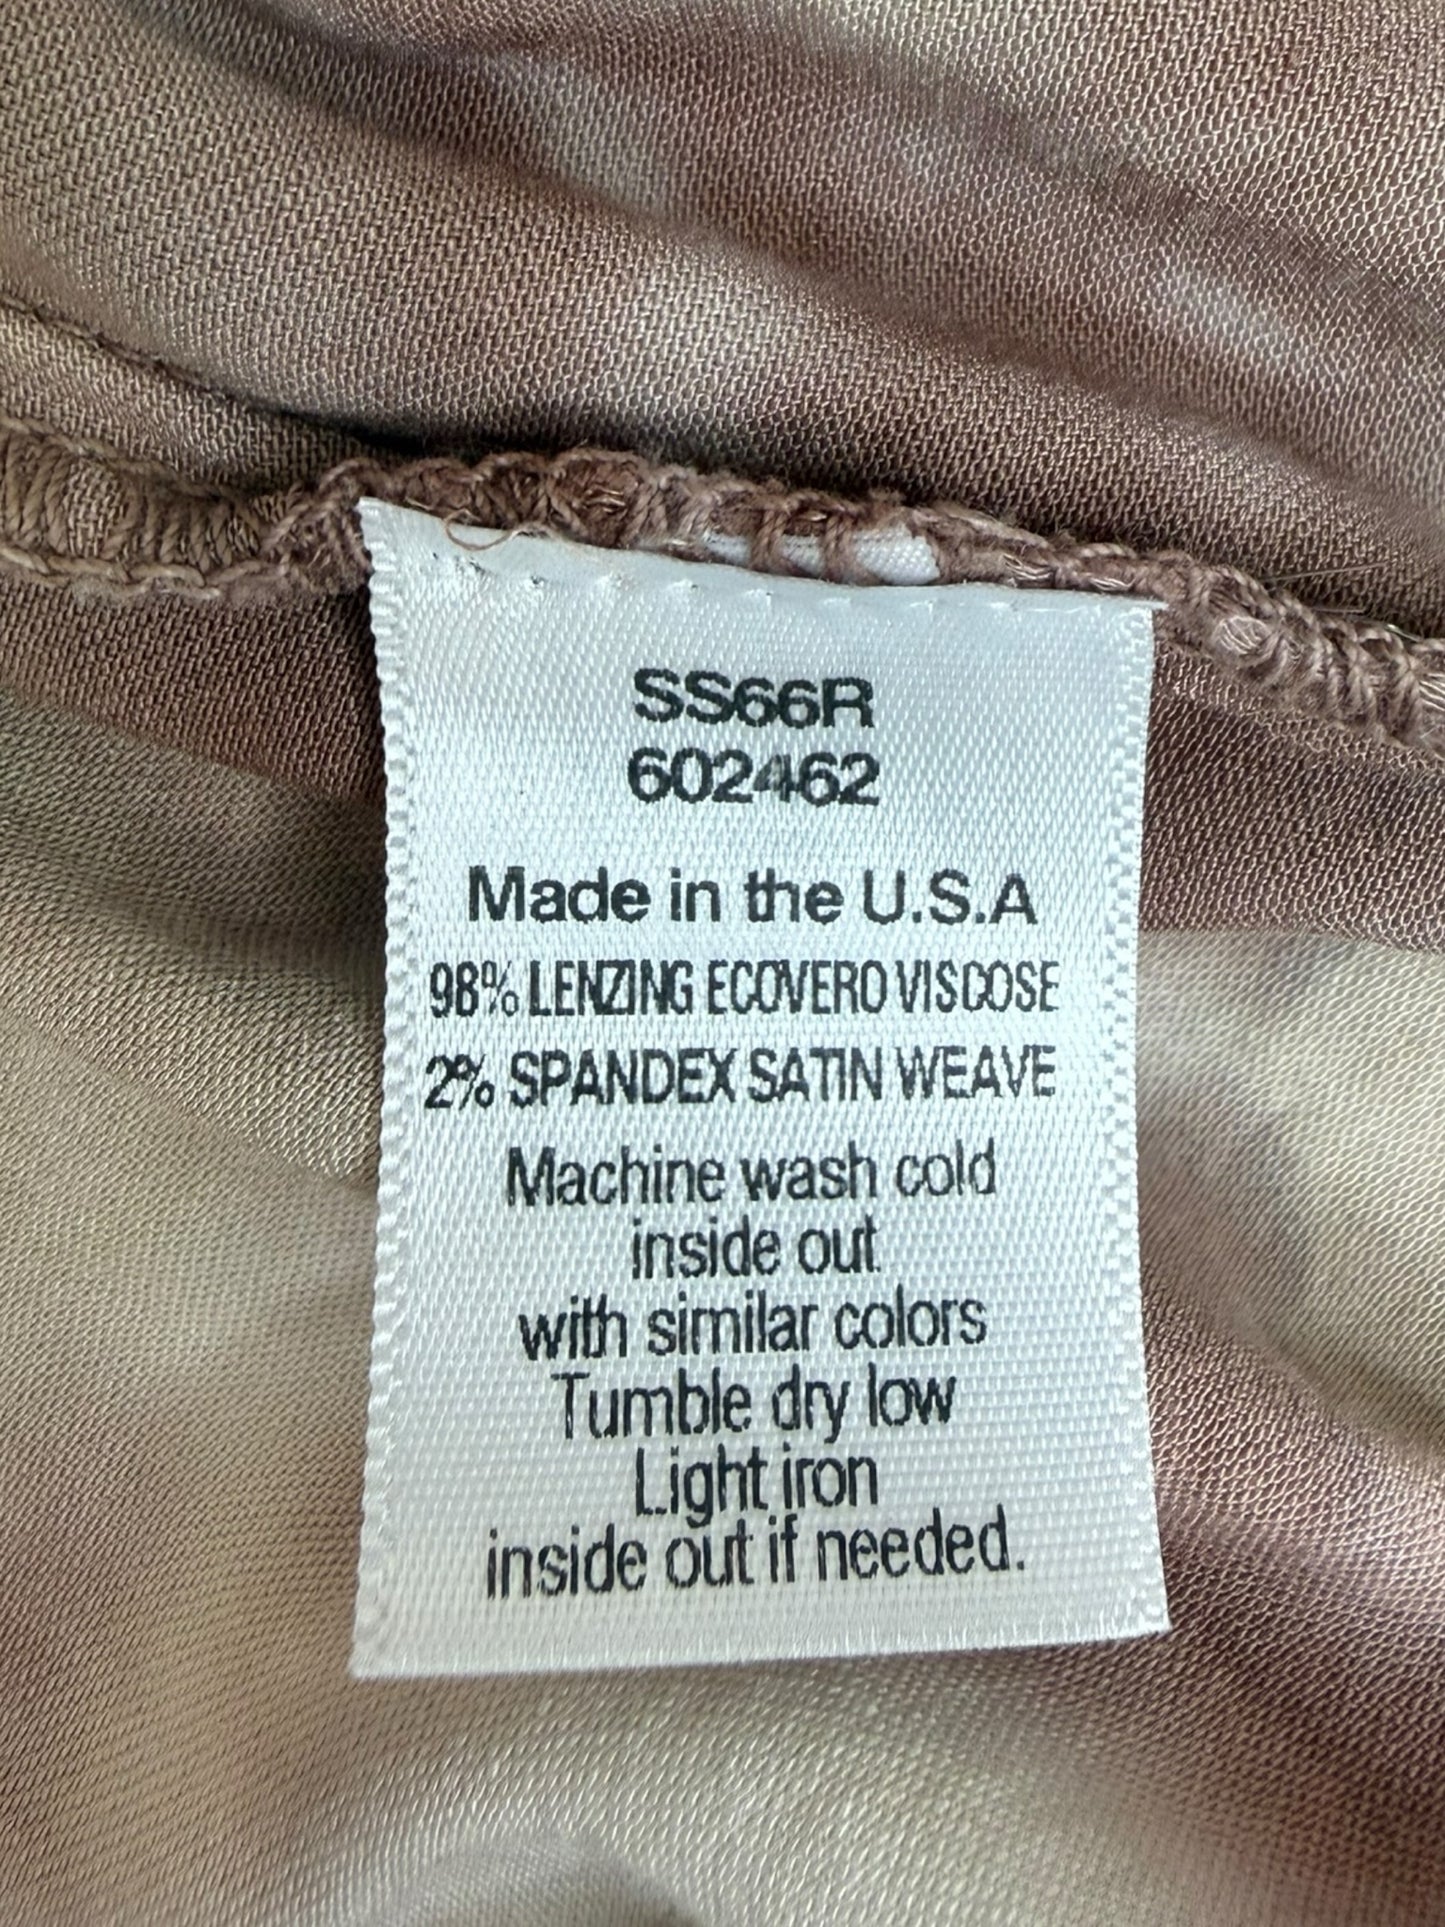 SS66R
602462
Made in the U.S.A
98% LENZING ECOVERO VISCOSE
2% SPANDEX SATIN WEAVE
Machine wash cold
inside out
with similar colors
Tumble dry low
Light iron
inside out if needed.